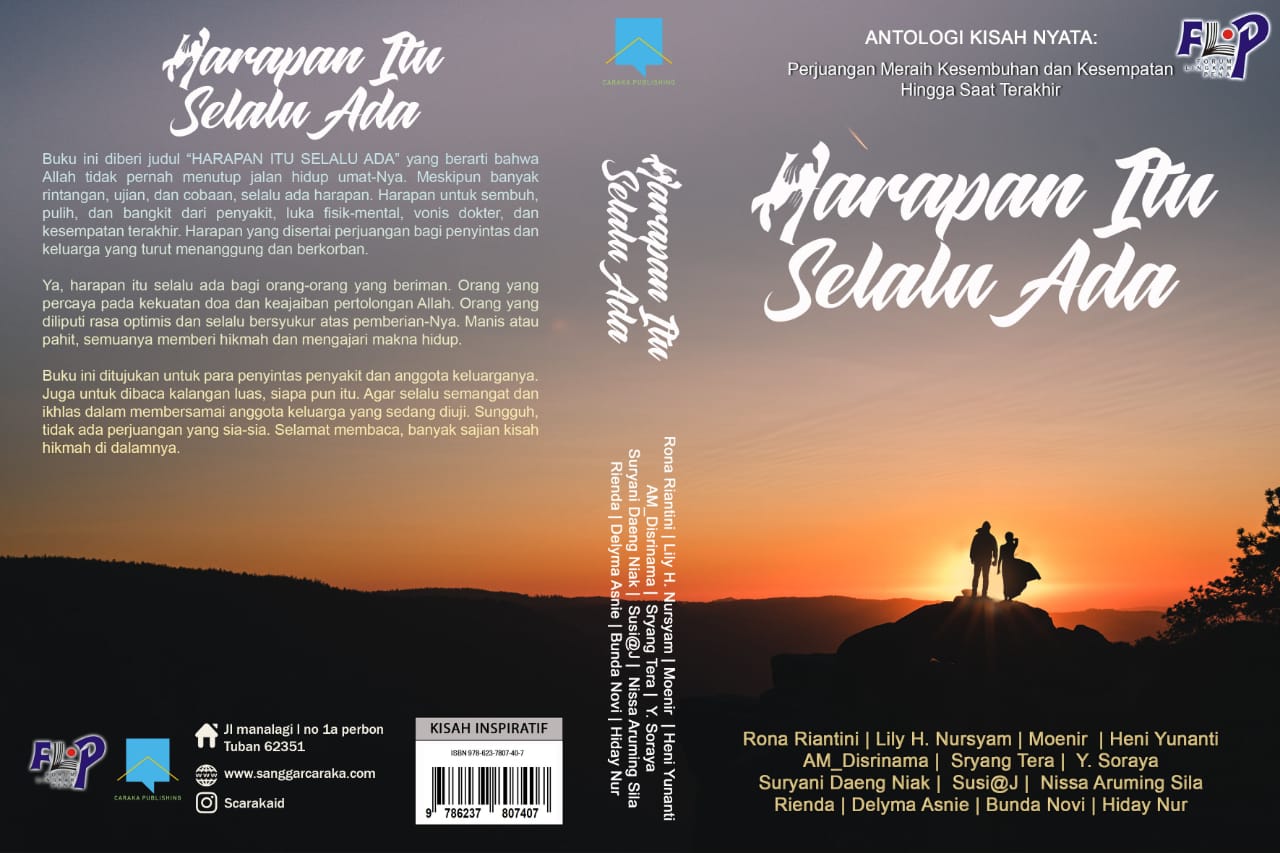 Harapan Itu
Selalu Ada
Buku ini diberi judul “HARAPAN ITU SELALU ADA” yang berarti bahwa
Allah tidak pernah menutup jalan hidup umat-Nya. Meskipun banyak
rintangan, ujian, dan cobaan, selalu ada harapan. Harapan untuk sembuh,
pulih, dan bangkit dari penyakit, luka fisik-mental, vonis dokter, dan
kesempatan terakhir. Harapan yang disertai perjuangan bagi penyintas dan
keluarga yang turut menanggung dan berkorban.
Ya, harapan itu selalu ada bagi orang-orang yang beriman. Orang yang
percaya pada kekuatan doa dan keajaiban pertolongan Allah. Orang yang
diliputi rasa optimis dan selalu bersyukur atas pemberian-Nya. Manis atau
pahit, semuanya memberi hikmah dan mengajari makna hidup.
Buku ini ditujukan untuk para penyintas penyakit dan anggota keluarganya.
Juga untuk dibaca kalangan luas, siapa pun itu. Agar selalu semangat dan
ikhlas dalam membersamai anggota keluarga yang sedang diuji. Sungguh,
tidak ada perjuangan yang sia-sia. Selamat membaca, banyak sajian kisah
hikmah di dalamnya.
FLP
FORUM
LINGKAR
PENA
CARAKA PUBLISHING
Jl manalagi I no 1a perbon
Tuban 62351
www.sanggarcaraka.com
Scarakaid
KISAH INSPIRATIF
ISBN 978-623-7807-40-7
9 786237 807407
CARAKA PUBLISHING
Harapan Itu
Selalu Ada
Rona Riantini | Lily H. Nursyam | Moenir | Heni Yunanti
AM_Disrinama | Sryang Tera | Y. Soraya
Suryani Daeng Niak | Susi@J | Nissa Aruming Sila
Rienda | Delyma Asnie | Bunda Novi | Hiday Nur
ANTOLOGI KISAH NYATA:
Perjuangan Meraih Kesembuhan dan Kesempatan
Hingga Saat Terakhir
FLP
FORUM
LINGKAR
PENA
Harapan Itu
Selalu Ada
Rona Riantini | Lily H. Nursyam | Moenir | Heni Yunanti
AM_Disrinama | Sryang Tera | Y. Soraya
Suryani Daeng Niak | Susi@J | Nissa Aruming Sila
Rienda | Delyma Asnie | Bunda Novi | Hiday Nur